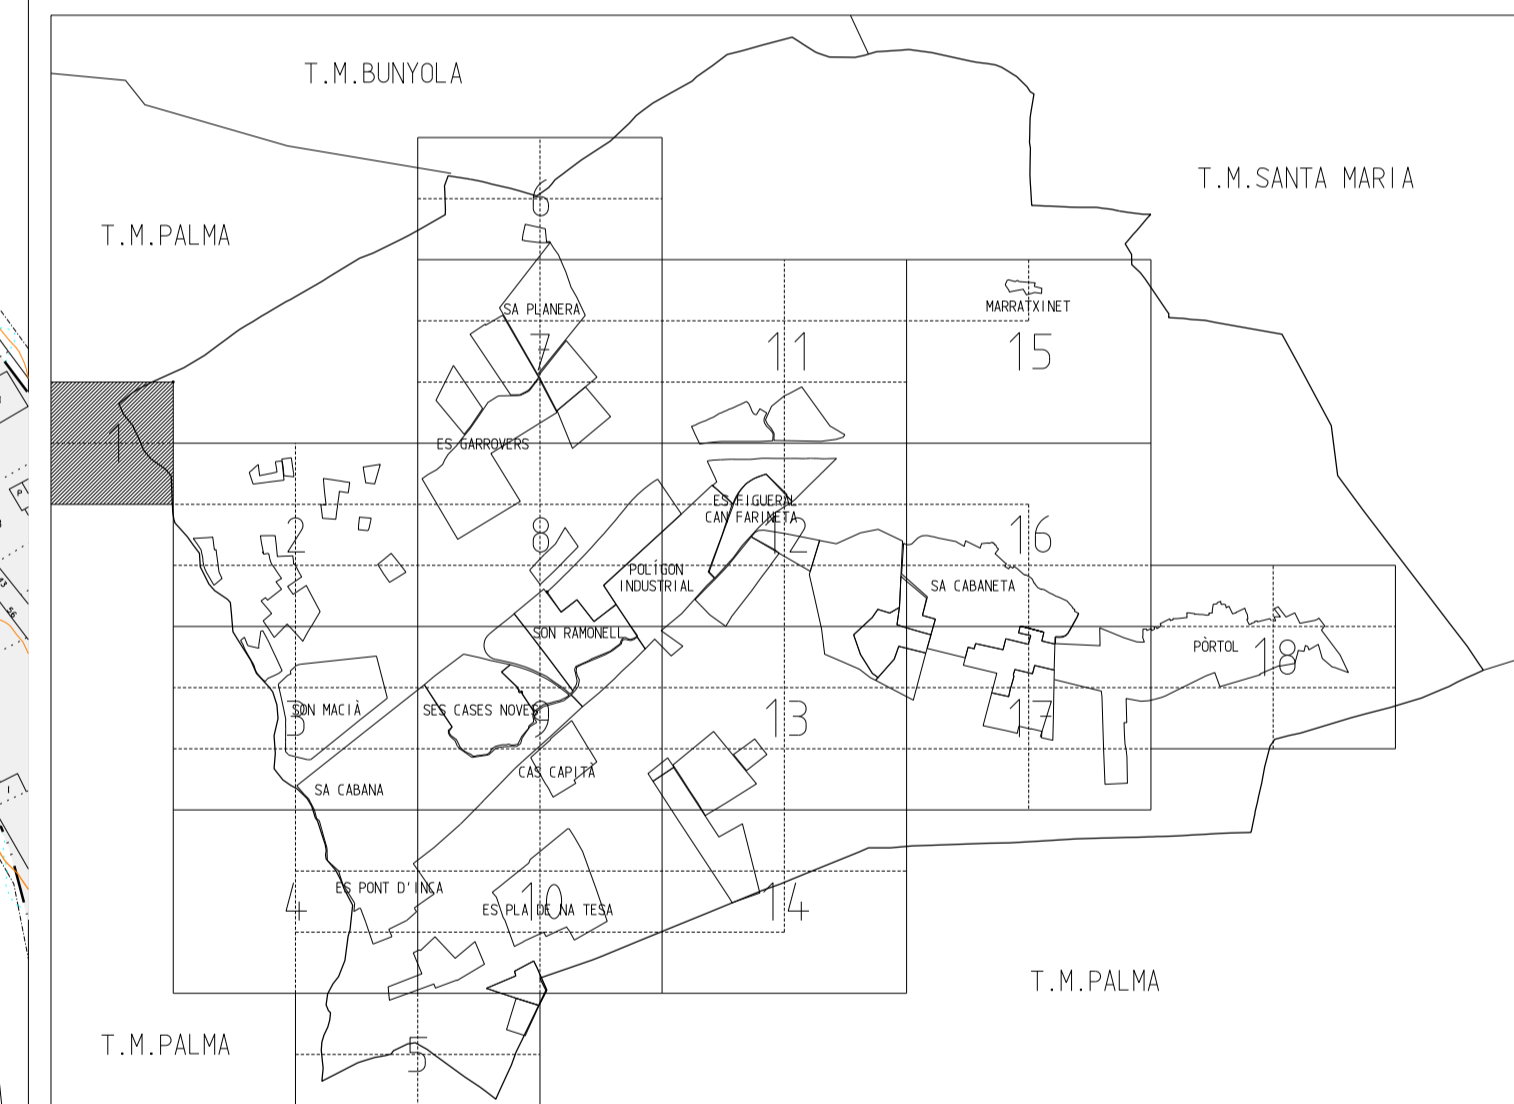 T.M.BUNYOLA
T.M.SANTA MARIA
T.M.PALMA
6
SA PLANERA
MARRATXINET
7
11
15
1
ES GARROVERS
ES FIGUERAL
CAN FARINETA
2
8
12
16
POLÍGON
INDUSTRIAL
SA CABANETA
SON RAMONELL
PÒRTOL
18
SON MACIÀ
3
SES CASES NOVES
9
13
17
CAS CAPITÀ
SA CABANA
ES PONT D'INCA
4
10
ES PLA DE NA TESA
14
T.M.PALMA
T.M.PALMA
5